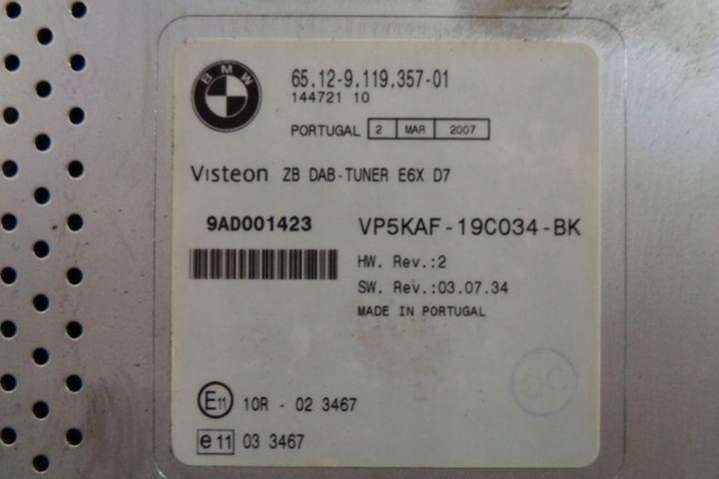 BMW
65.12-9.119.357-01
144721 10
PORTUGAL 2 MAR 2007
Visteon ZB DAB-TUNER E6X D7
9AD001423 VP5KAF-19C034-BK
HW. Rev.:2
SW. Rev.:03.07.34
MADE IN PORTUGAL
E11 10R - 02 3467
e 11 03 3467